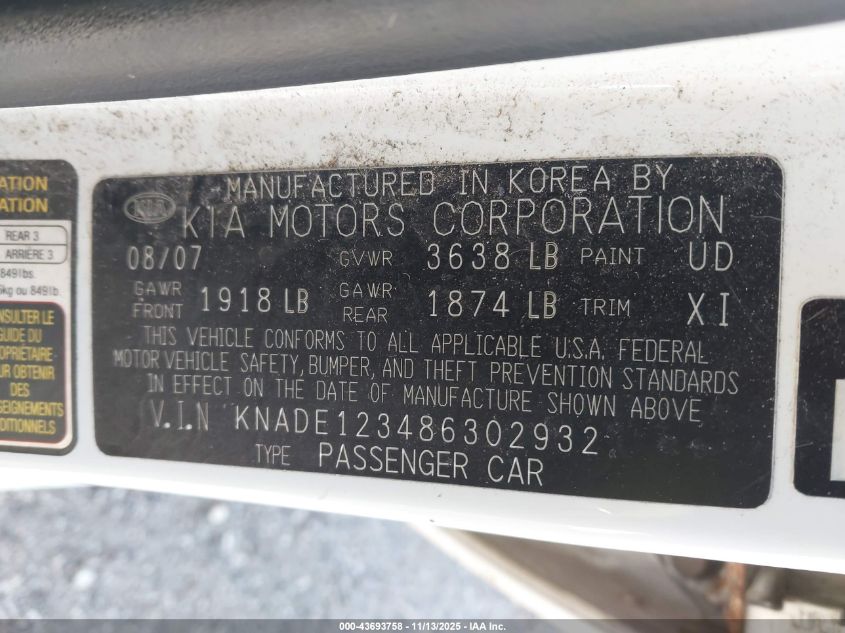 ATION
ATION
REAR 3
ARRIÈRE 3
849lbs.
kg ou 849lb.
NSULTER LE
GUIDE DU
OPRIÉTAIRE
UR OBTENIR
DES
SEIGNEMENTS
DITIONNELS
KIA
MANUFACTURED IN KOREA BY
KIA MOTORS CORPORATION
08/07 GVWR 3638 LB PAINT UD
GAWR FRONT 1918 LB GAWR REAR 1874 LB TRIM XI
THIS VEHICLE CONFORMS TO ALL APPLICABLE U.S.A. FEDERAL
MOTOR VEHICLE SAFETY, BUMPER, AND THEFT PREVENTION STANDARDS
IN EFFECT ON THE DATE OF MANUFACTURE SHOWN ABOVE
V.I.N KNADE123486302932
TYPE PASSENGER CAR
000-43693758 - 11/13/2025 - IAA Inc.